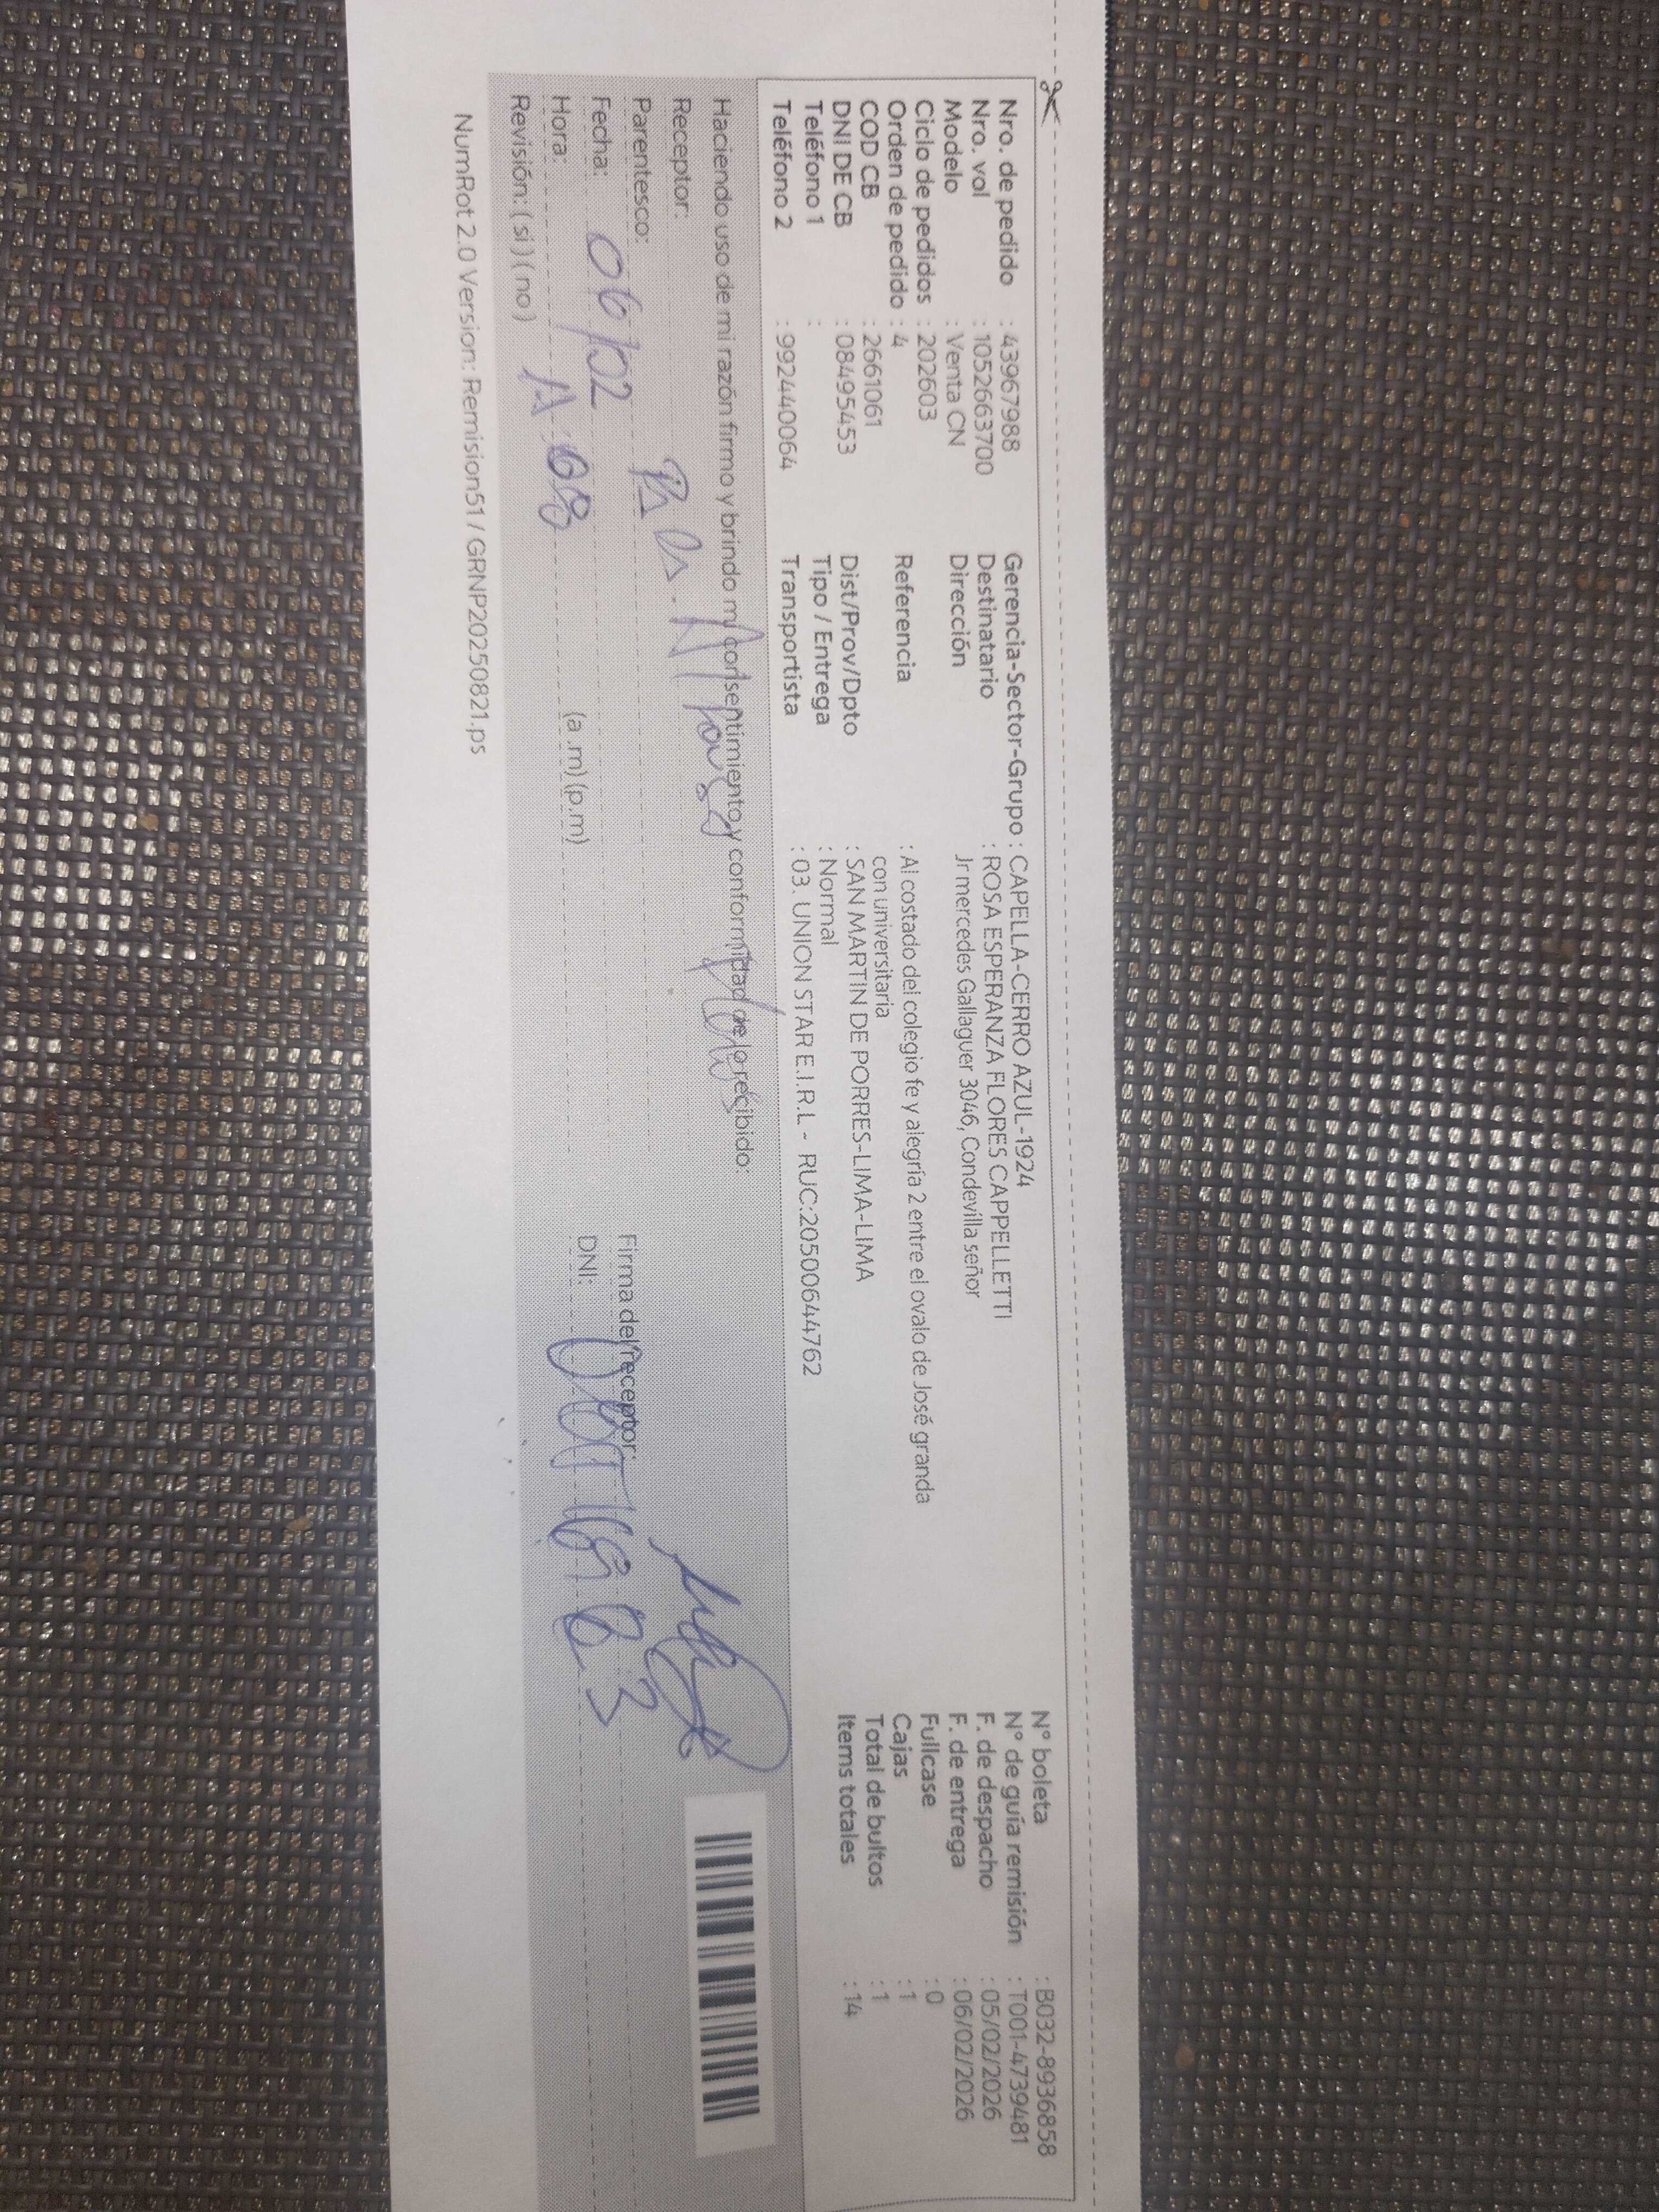 Nro. de pedido : 43967988
Nro. vol : 1052663700
Modelo : Venta CN
Ciclo de pedidos : 202603
Orden de pedido : 4
COD CB : 2661061
DNI DE CB : 08495453
Teléfono 1 :
Teléfono 2 : 992440064
Gerencia-Sector-Grupo : CAPELLA-CERRO AZUL-1924
Destinatario : ROSA ESPERANZA FLORES CAPPELLETTI
Dirección Jr mercedes Gallaguer 3046, Condevilla señor
Referencia : Al costado del colegio fe y alegría 2 entre el ovalo de José granda
con universitaria
Dist/Prov/Dpto : SAN MARTIN DE PORRES-LIMA-LIMA
Tipo / Entrega : Normal
Transportista : 03. UNION STAR E.I.R.L - RUC:20550644762
N° boleta : B032-8936858
N° de guía remisión : T001-4739481
F. de despacho : 05/02/2026
F. de entrega : 06/02/2026
Fullcase : 0
Cajas : 1
Total de bultos : 1
Items totales : 14
Haciendo uso de mi razón firmo y brindo mi consentimiento y conformidad de lo recibido:
Receptor:
Parentesco:
Fecha: 06/02
Hora: (a.m)(p.m)
Revisión: ( si ) ( no )
Firma del receptor:
DNI:
NumRot 2.0 Version: Remision51 / GRNP20250821.ps